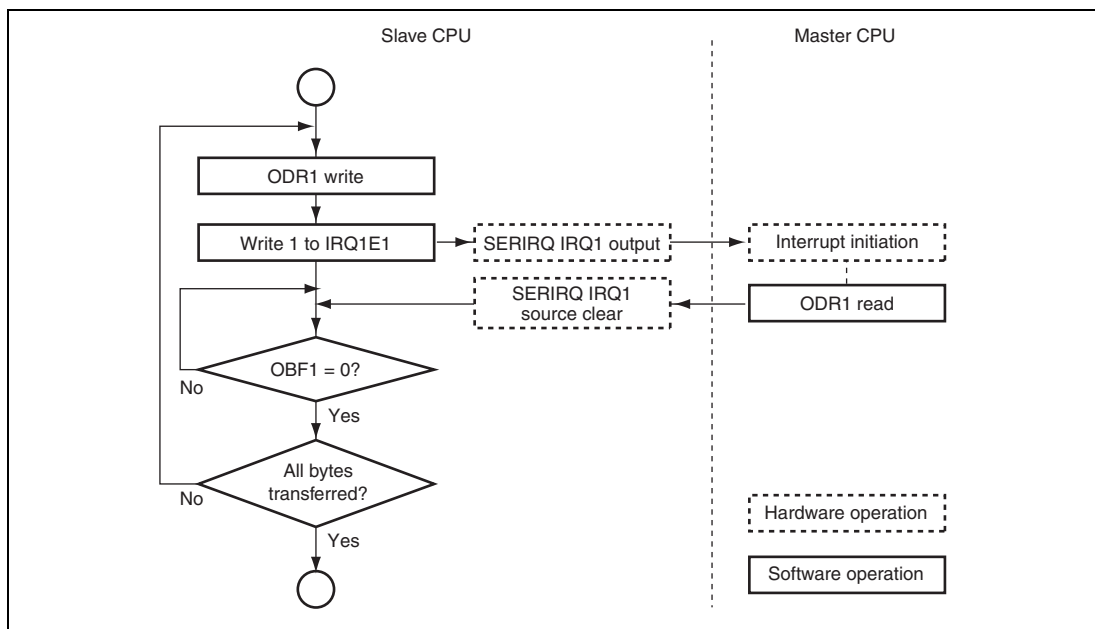 Slave CPU
Master CPU
ODR1 write
Write 1 to IRQ1E1
SERIRQ IRQ1 output
Interrupt initiation
SERIRQ IRQ1
source clear
ODR1 read
OBF1 = 0?
No
Yes
All bytes
transferred?
No
Yes
Hardware operation
Software operation